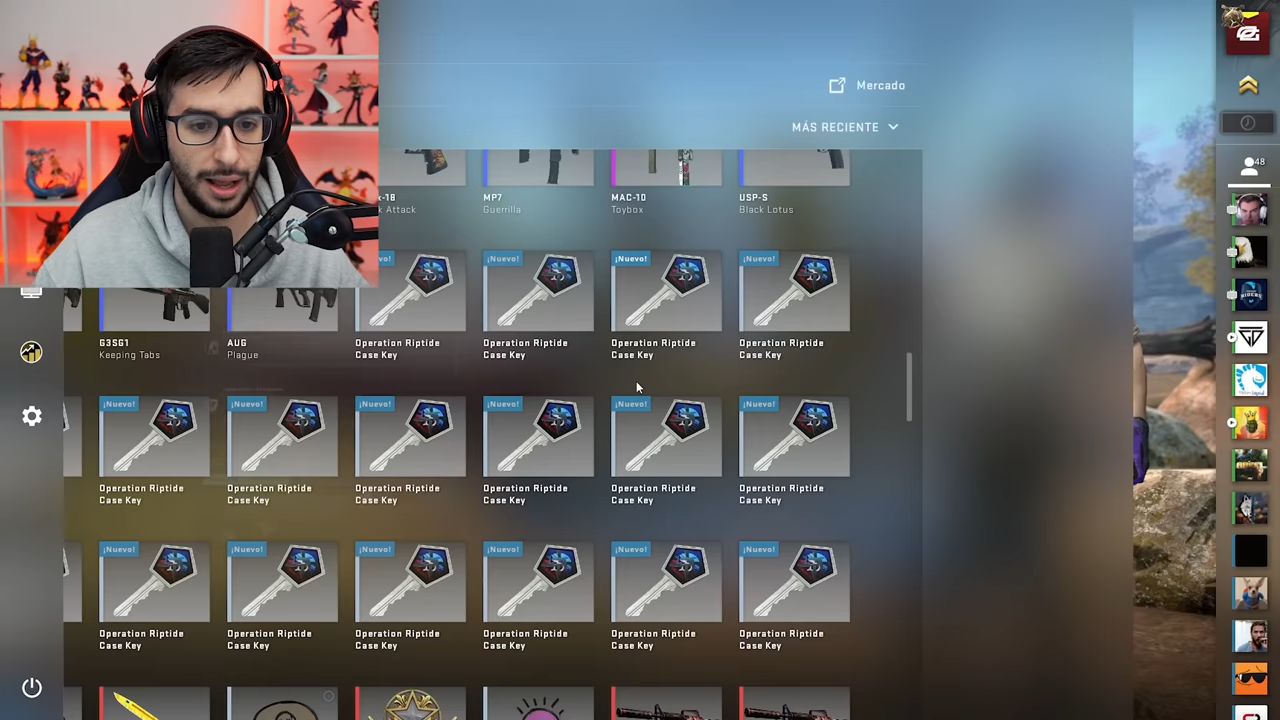 Mercado
MÁS RECIENTE
48
Attack
MP7
Guerrilla
MAC-10
Toybox
USP-S
Black Lotus
¡Nuevo!
¡Nuevo!
¡Nuevo!
G3SG1
Keeping Tabs
AUG
Plague
Operation Riptide
Case Key
Operation Riptide
Case Key
Operation Riptide
Case Key
Operation Riptide
Case Key
¡Nuevo!
¡Nuevo!
¡Nuevo!
¡Nuevo!
¡Nuevo!
¡Nuevo!
Operation Riptide
Case Key
Operation Riptide
Case Key
Operation Riptide
Case Key
Operation Riptide
Case Key
Operation Riptide
Case Key
Operation Riptide
Case Key
¡Nuevo!
¡Nuevo!
¡Nuevo!
¡Nuevo!
¡Nuevo!
¡Nuevo!
Operation Riptide
Case Key
Operation Riptide
Case Key
Operation Riptide
Case Key
Operation Riptide
Case Key
Operation Riptide
Case Key
Operation Riptide
Case Key